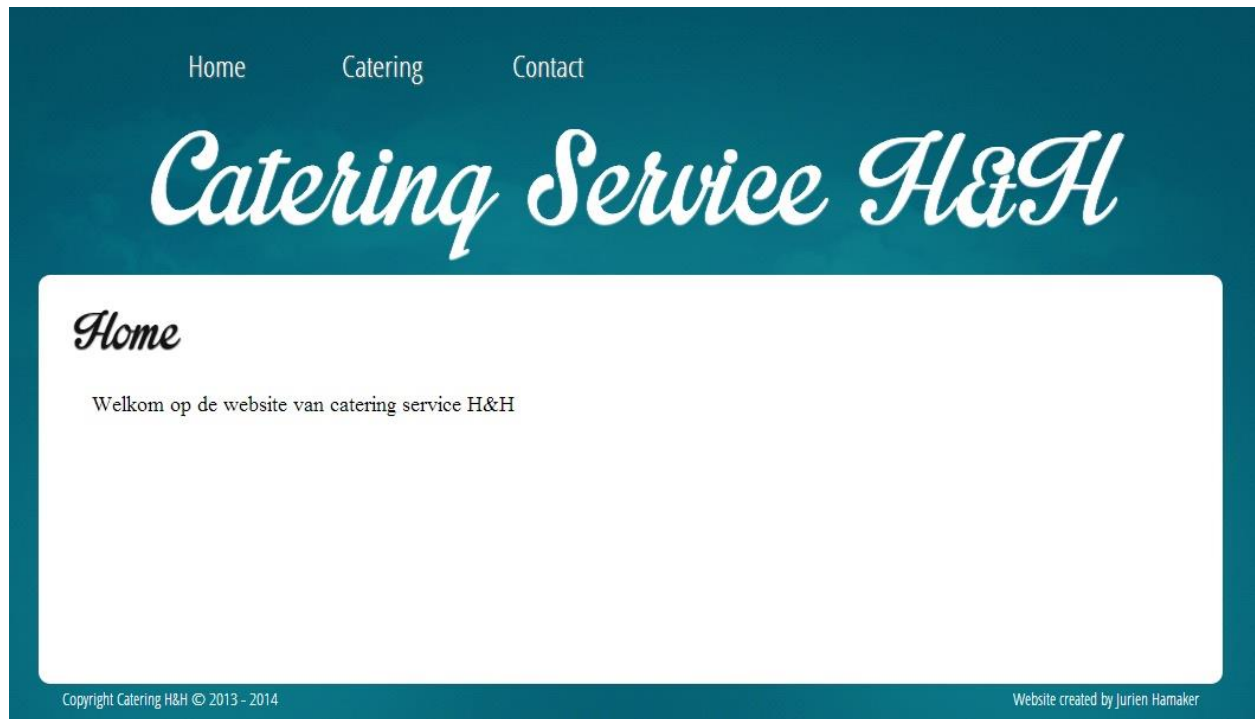 Home Catering Contact
Catering Service H&H
Home
Welkom op de website van catering service H&H
Copyright Catering H&H © 2013 - 2014
Website created by Jurien Hamaker